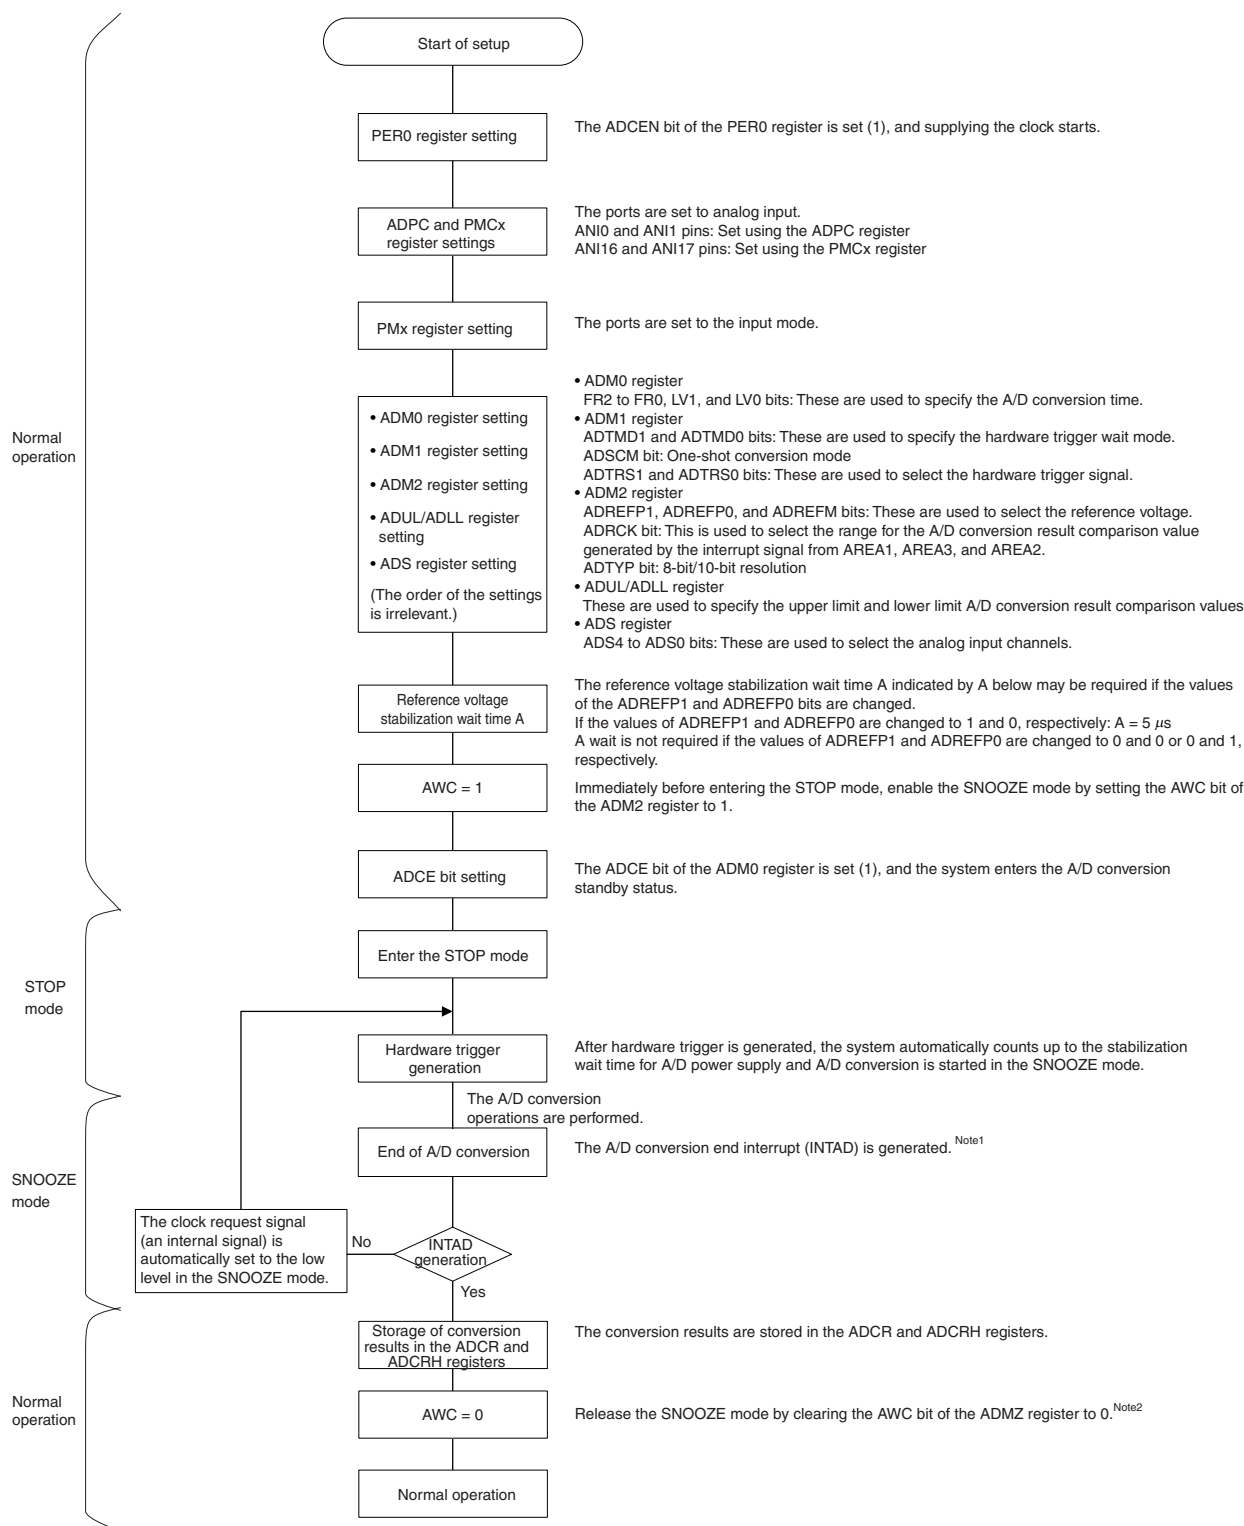 Start of setup
PER0 register setting
The ADCEN bit of the PER0 register is set (1), and supplying the clock starts.
ADPC and PMCx
register settings
The ports are set to analog input.
ANI0 and ANI1 pins: Set using the ADPC register
ANI16 and ANI17 pins: Set using the PMCx register
PMx register setting
The ports are set to the input mode.
Normal
operation
• ADM0 register setting
• ADM1 register setting
• ADM2 register setting
• ADUL/ADLL register
setting
• ADS register setting
(The order of the settings
is irrelevant.)
• ADM0 register
FR2 to FR0, LV1, and LV0 bits: These are used to specify the A/D conversion time.
• ADM1 register
ADTMD1 and ADTMD0 bits: These are used to specify the hardware trigger wait mode.
ADSCM bit: One-shot conversion mode
ADTRS1 and ADTRS0 bits: These are used to select the hardware trigger signal.
• ADM2 register
ADREFP1, ADREFP0, and ADREFM bits: These are used to select the reference voltage.
ADRCK bit: This is used to select the range for the A/D conversion result comparison value
generated by the interrupt signal from AREA1, AREA3, and AREA2.
ADTYP bit: 8-bit/10-bit resolution
• ADUL/ADLL register
These are used to specify the upper limit and lower limit A/D conversion result comparison values
• ADS register
ADS4 to ADS0 bits: These are used to select the analog input channels.
Reference voltage
stabilization wait time A
The reference voltage stabilization wait time A indicated by A below may be required if the values
of the ADREFP1 and ADREFP0 bits are changed.
If the values of ADREFP1 and ADREFP0 are changed to 1 and 0, respectively: A = 5 μs
A wait is not required if the values of ADREFP1 and ADREFP0 are changed to 0 and 0 or 0 and 1,
respectively.
AWC = 1
Immediately before entering the STOP mode, enable the SNOOZE mode by setting the AWC bit of
the ADM2 register to 1.
ADCE bit setting
The ADCE bit of the ADM0 register is set (1), and the system enters the A/D conversion
standby status.
Enter the STOP mode
STOP
mode
Hardware trigger
generation
After hardware trigger is generated, the system automatically counts up to the stabilization
wait time for A/D power supply and A/D conversion is started in the SNOOZE mode.
The A/D conversion
operations are performed.
End of A/D conversion
The A/D conversion end interrupt (INTAD) is generated. Note1
SNOOZE
mode
The clock request signal
(an internal signal) is
automatically set to the low
level in the SNOOZE mode.
No
INTAD
generation
Yes
Storage of conversion
results in the ADCR and
ADCRH registers
The conversion results are stored in the ADCR and ADCRH registers.
Normal
operation
AWC = 0
Release the SNOOZE mode by clearing the AWC bit of the ADMZ register to 0.Note2
Normal operation